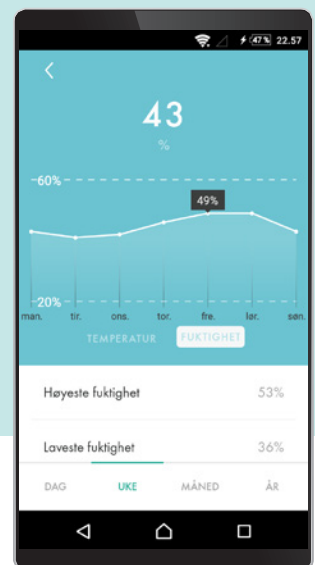 47% 22.57
43
%
60%
49%
20%
man. tir. ons. tor. fre. lør. søn.
TEMPERATUR FUKTIGHET
Høyeste fuktighet 53%
Laveste fuktighet 36%
DAG UKE MÅNED ÅR